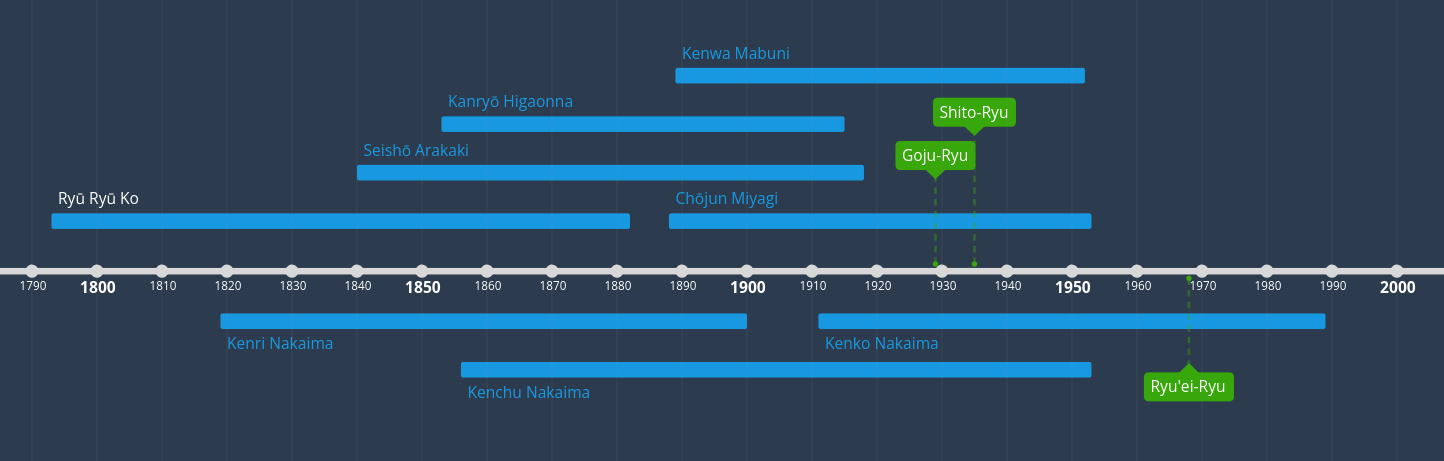 Kenwa Mabuni
Kanryō Higaonna
Shito-Ryu
Seishō Arakaki
Goju-Ryu
Ryū Ryū Ko
Chōjun Miyagi
1790 1800 1810 1820 1830 1840 1850 1860 1870 1880 1890 1900 1910 1920 1930 1940 1950 1960 1970 1980 1990 2000
Kenri Nakaima
Kenko Nakaima
Kenchu Nakaima
Ryu'ei-Ryu